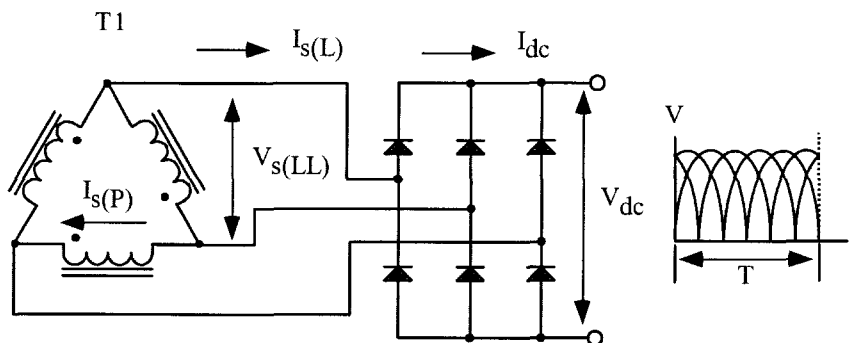 T1
I_s(L)
I_dc
V_s(LL)
I_s(P)
V_dc
V
T